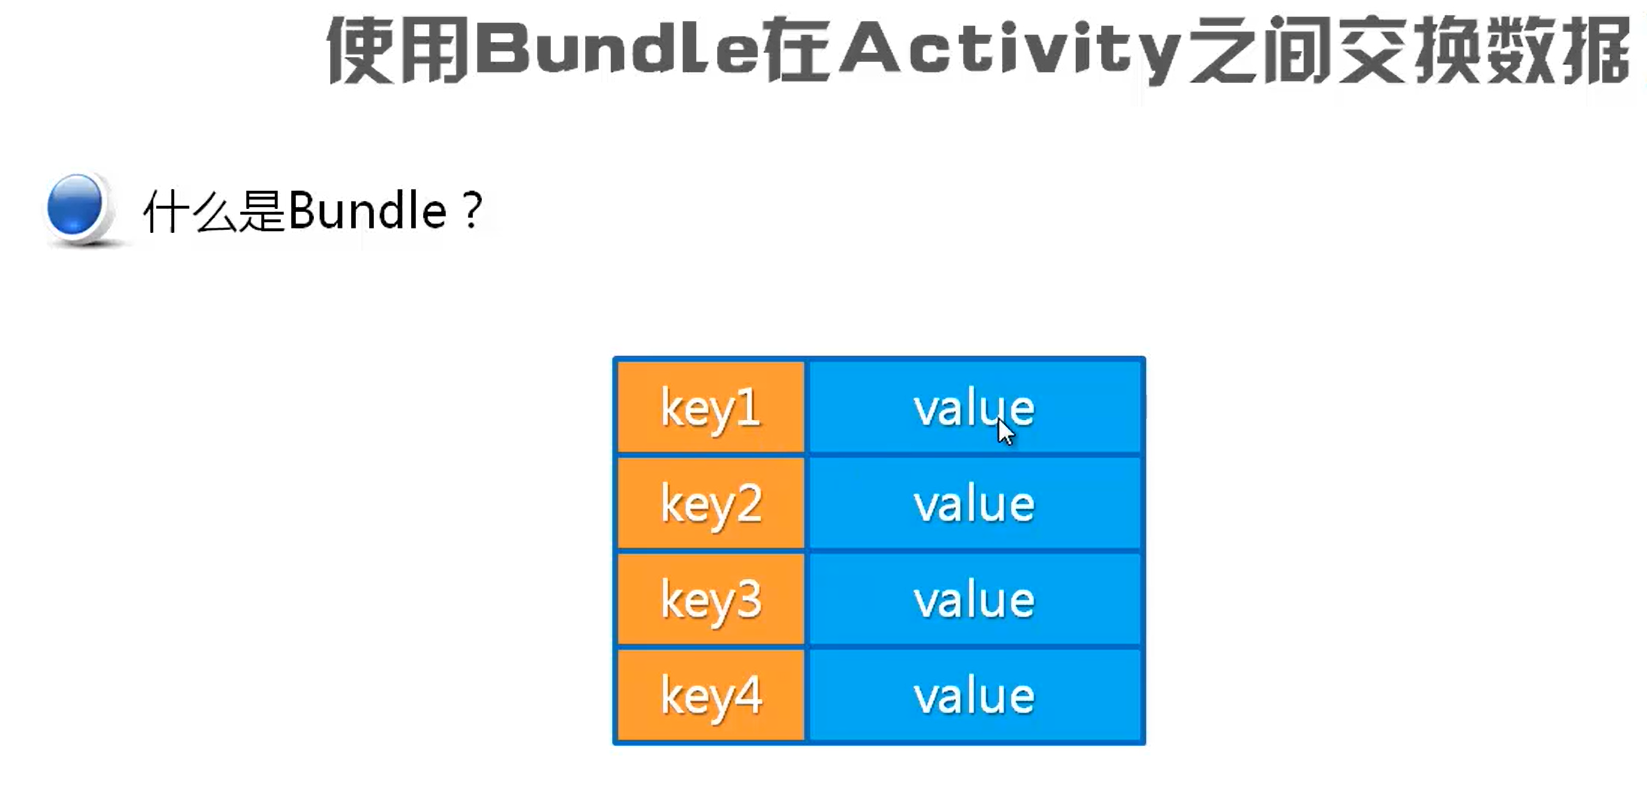 使用Bundle在Activity之间交换数据
什么是Bundle？
key1 value
key2 value
key3 value
key4 value